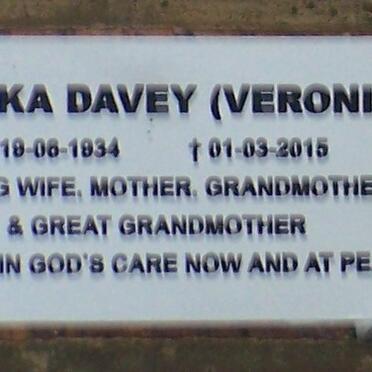 KA DAVEY (VERONI
19-06-1934 † 01-03-2015
G WIFE, MOTHER, GRANDMOTHE
& GREAT GRANDMOTHER
IN GOD'S CARE NOW AND AT PE